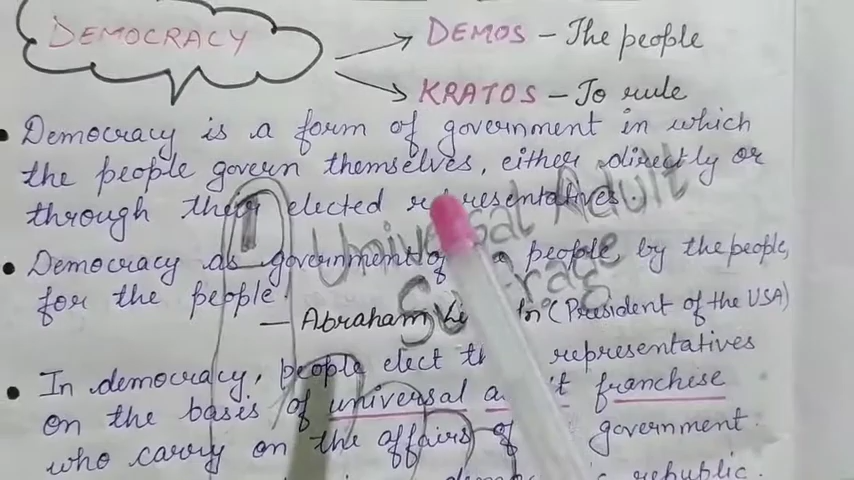 DEMOCRACY
DEMOS - The people
KRATOS - To rule
Democracy is a form of government in which
the people govern themselves, either directly or
through their elected representatives.
Democracy as government of people by the people,
for the people.
- Abraham (President of the USA)
In democracy, people elect representatives
on the basis of universal franchese
who carry on the affairs of government
republic.
Universal Adult